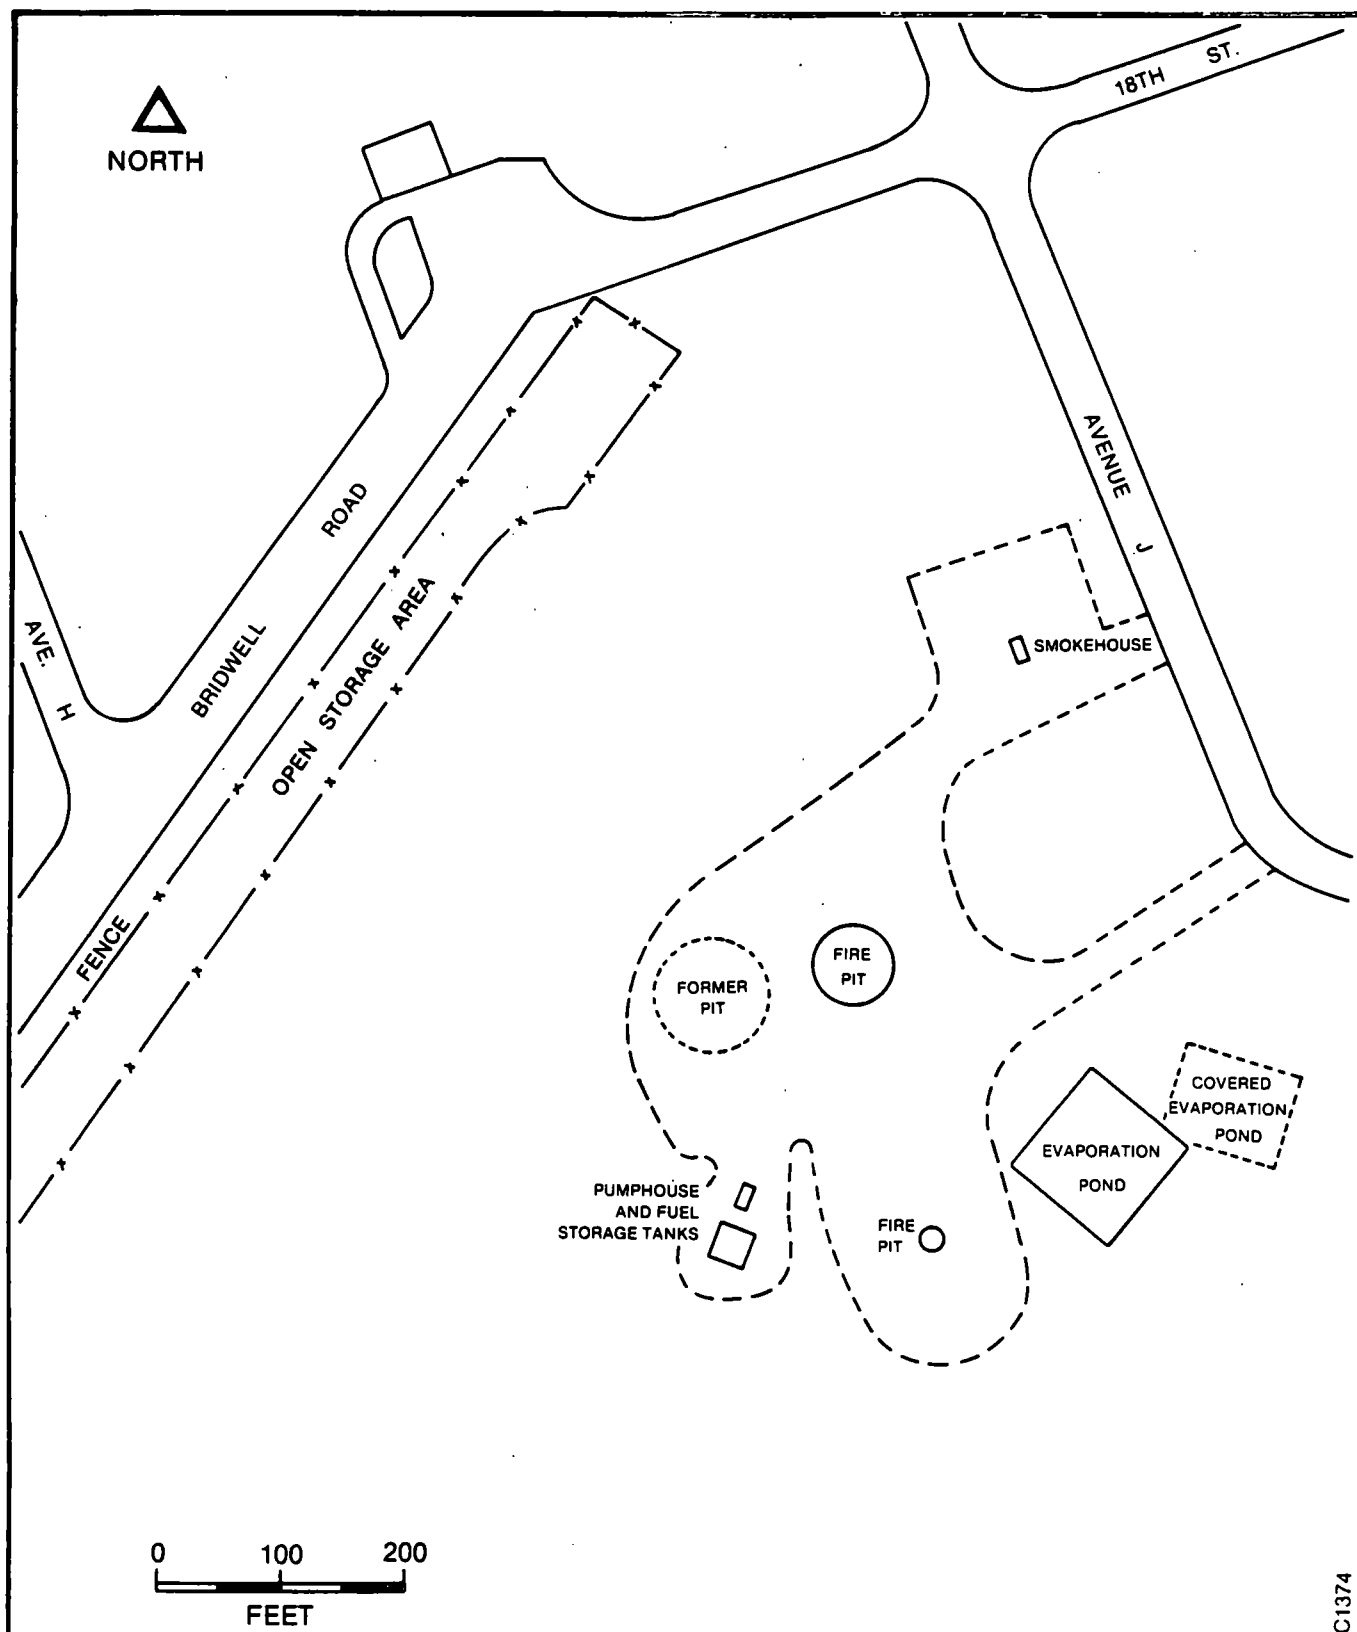 18TH ST.
NORTH
AVENUE J
ROAD
BRIDWELL
OPEN STORAGE AREA
AVE. H
SMOKEHOUSE
FENCE
FIRE
PIT
FORMER
PIT
COVERED
EVAPORATION
POND
EVAPORATION
POND
PUMPHOUSE
AND FUEL
STORAGE TANKS
FIRE
PIT
0 100 200
FEET
C1374